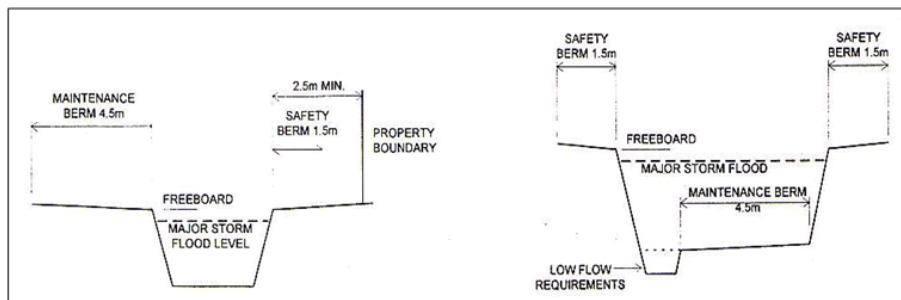 MAINTENANCE
BERM 4.5m
2.5m MIN.
SAFETY
BERM 1.5m
PROPERTY
BOUNDARY
FREEBOARD
MAJOR STORM
FLOOD LEVEL
SAFETY
BERM 1.5m
SAFETY
BERM 1.5m
FREEBOARD
MAJOR STORM FLOOD
MAINTENANCE BERM
4.5m
LOW FLOW
REQUIREMENTS